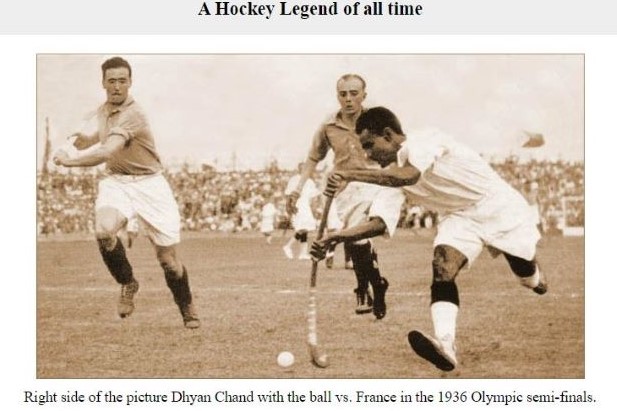 A Hockey Legend of all time
Right side of the picture Dhyan Chand with the ball vs. France in the 1936 Olympic semi-finals.